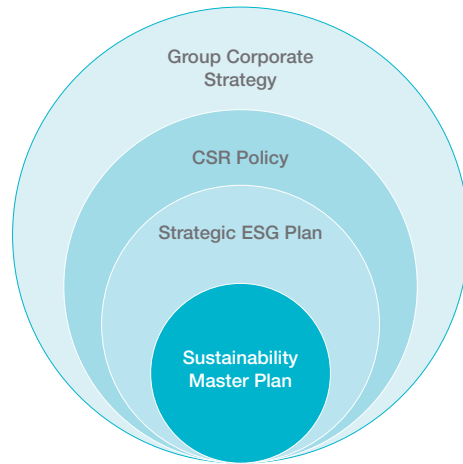 Group Corporate
Strategy
CSR Policy
Strategic ESG Plan
Sustainability
Master Plan